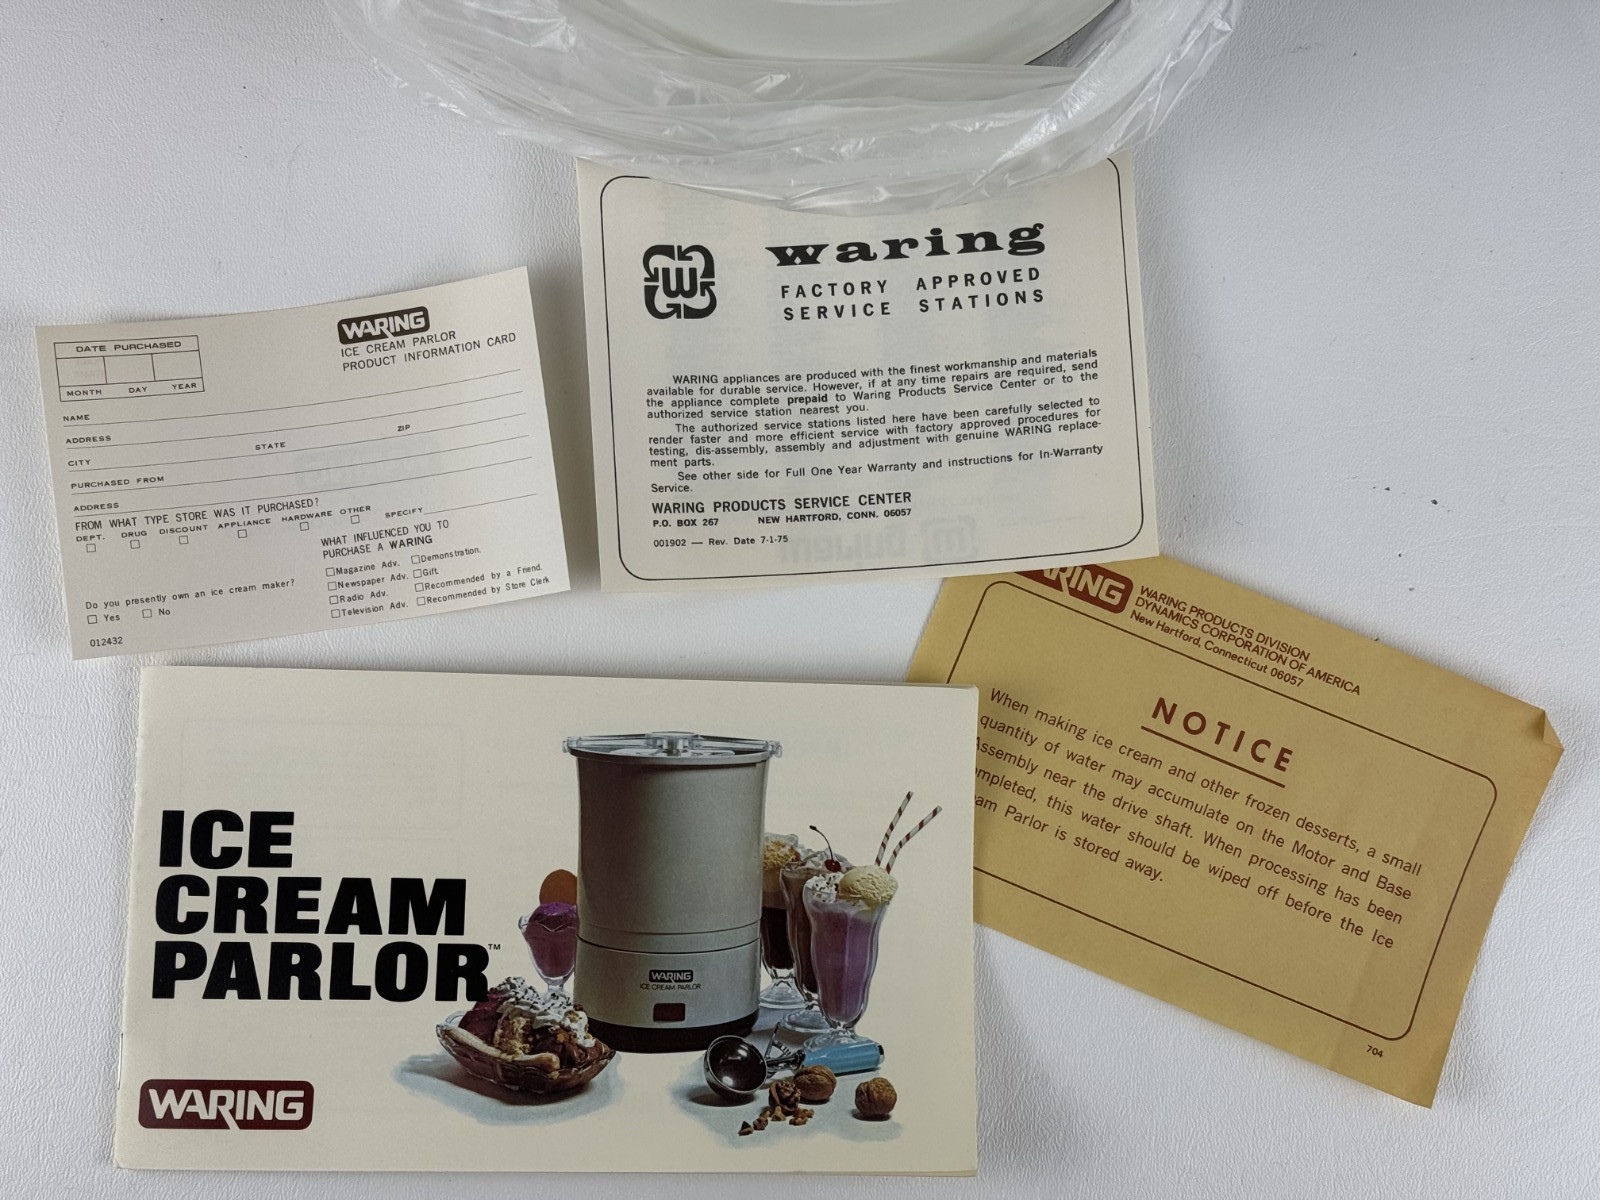 DATE PURCHASED
MONTH DAY YEAR
WARING
ICE CREAM PARLOR
PRODUCT INFORMATION CARD
NAME
ADDRESS
CITY STATE ZIP
PURCHASED FROM
ADDRESS
FROM WHAT TYPE STORE WAS IT PURCHASED?
DEPT. DRUG DISCOUNT APPLIANCE HARDWARE OTHER SPECIFY
WHAT INFLUENCED YOU TO
PURCHASE A WARING
Magazine Adv. Demonstration.
Newspaper Adv. Gift
Radio Adv. Recommended by a Friend.
Television Adv. Recommended by Store Clerk
Do you presently own an ice cream maker?
Yes No
012432
W
waring
FACTORY APPROVED
SERVICE STATIONS
WARING appliances are produced with the finest workmanship and materials
available for durable service. However, if at any time repairs are required, send
the appliance complete prepaid to Waring Products Service Center or to the
authorized service station nearest you.
The authorized service stations listed here have been carefully selected to
render faster and more efficient service with factory approved procedures for
testing, dis-assembly, assembly and adjustment with genuine WARING replace-
ment parts.
See other side for Full One Year Warranty and instructions for In-Warranty
Service.
WARING PRODUCTS SERVICE CENTER
P.O. BOX 267 NEW HARTFORD, CONN. 06057
001902 — Rev. Date 7-1-75
ARING
WARING PRODUCTS DIVISION
DYNAMICS CORPORATION OF AMERICA
New Hartford, Connecticut 06057
NOTICE
When making ice cream and other frozen desserts, a small
quantity of water may accumulate on the Motor and Base
Assembly near the drive shaft. When processing has been
ompleted, this water should be wiped off before the Ice
am Parlor is stored away.
704
ICE
CREAM
PARLOR™
WARING
WARING
ICE CREAM PARLOR